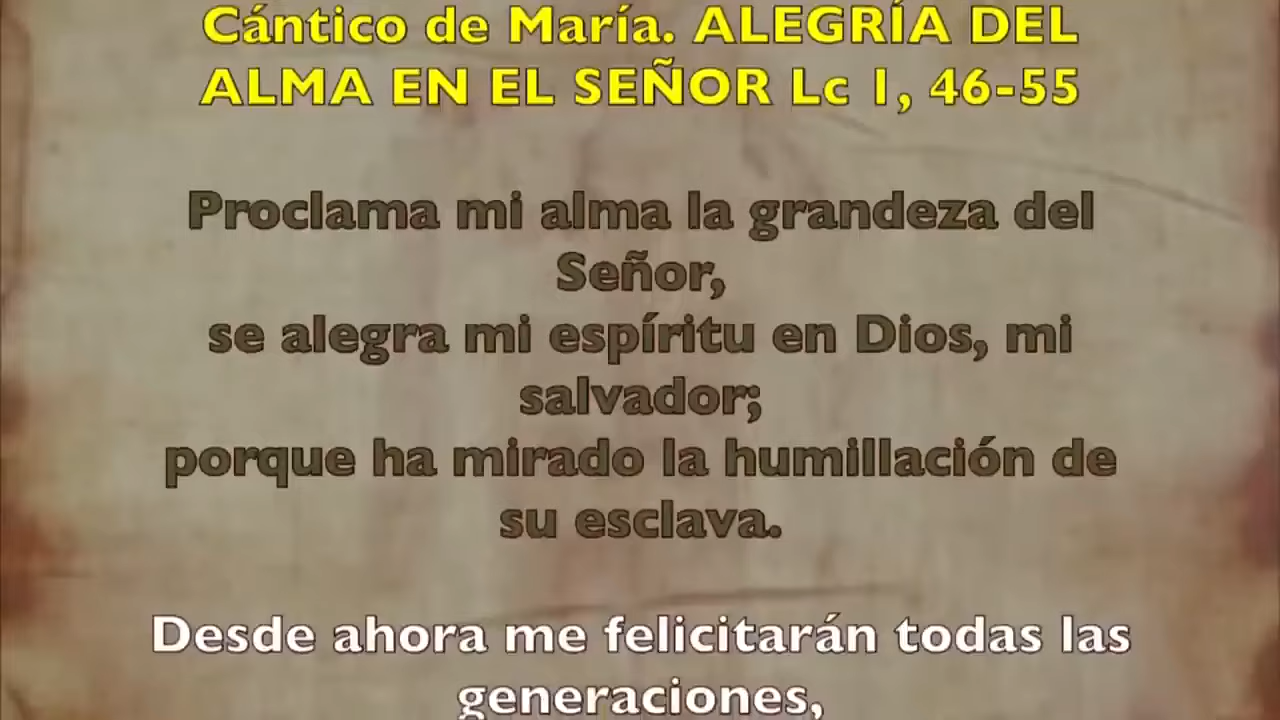 Cántico de María. ALEGRÍA DEL
ALMA EN EL SEÑOR Lc 1, 46-55
Proclama mi alma la grandeza del
Señor,
se alegra mi espíritu en Dios, mi
salvador;
porque ha mirado la humillación de
su esclava.
Desde ahora me felicitarán todas las
generaciones,